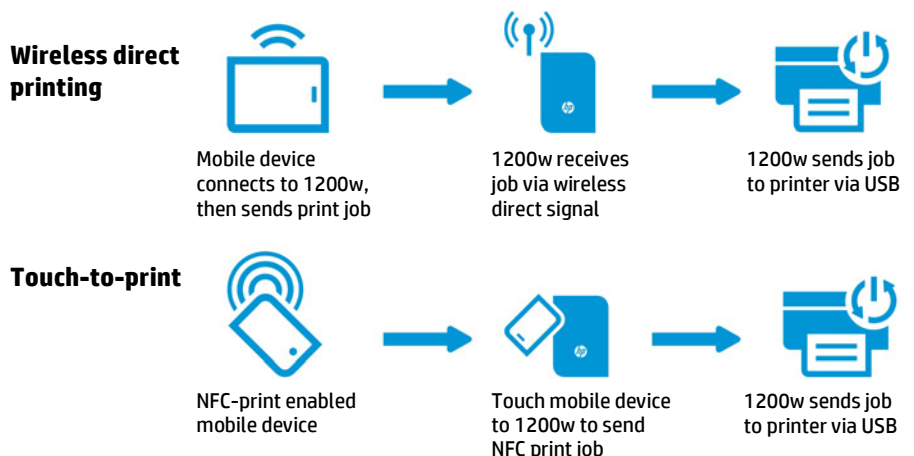 Wireless direct
printing
Mobile device
connects to 1200w,
then sends print job
hp
1200w receives
job via wireless
direct signal
1200w sends job
to printer via USB
Touch-to-print
NFC-print enabled
mobile device
hp
Touch mobile device
to 1200w to send
NFC print job
1200w sends job
to printer via USB